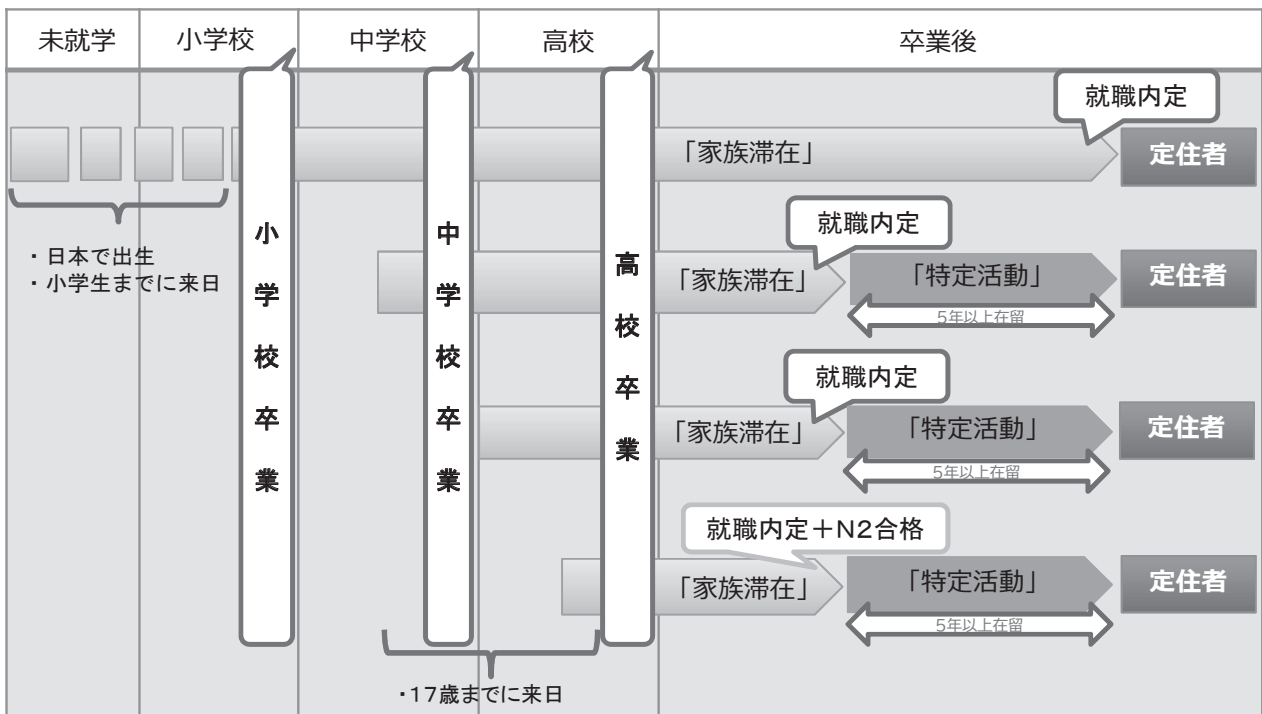 未就学
小学校
中学校
高校
卒業後
就職内定
「家族滞在」
定住者
・日本で出生
・小学生までに来日
小学校卒業
中学校卒業
高校卒業
就職内定
「家族滞在」
「特定活動」
定住者
5年以上在留
就職内定
「家族滞在」
「特定活動」
定住者
5年以上在留
就職内定＋N2合格
「家族滞在」
「特定活動」
定住者
5年以上在留
・17歳までに来日